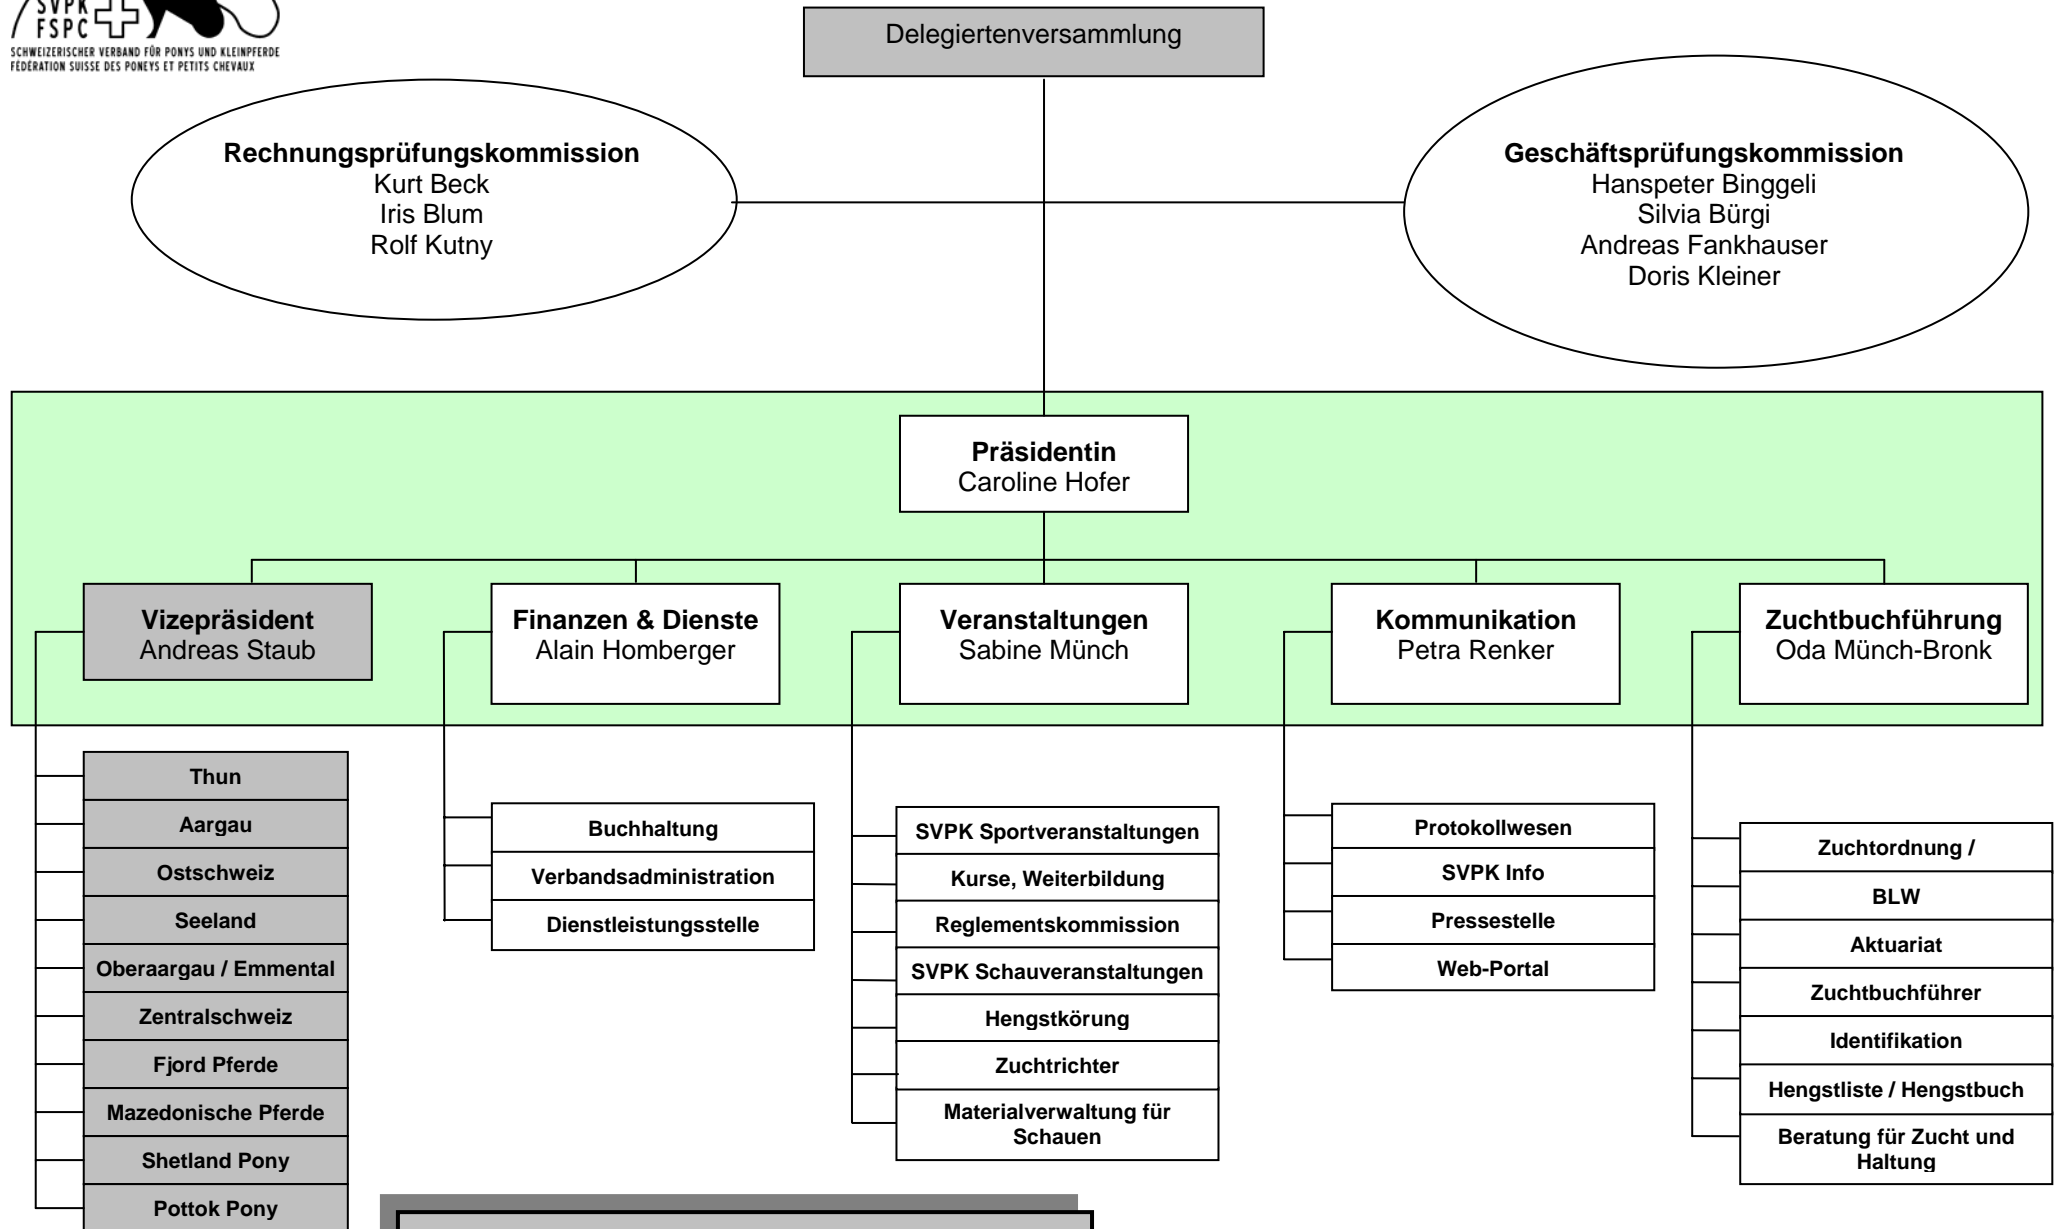 SVPK
FSPC
SCHWEIZERISCHER VERBAND FÜR PONYS UND KLEINPFERDE
FÉDÉRATION SUISSE DES PONEYS ET PETITS CHEVAUX
Delegiertenversammlung
Rechnungsprüfungskommission
Kurt Beck
Iris Blum
Rolf Kutny
Geschäftsprüfungskommission
Hanspeter Binggeli
Silvia Bürgi
Andreas Fankhauser
Doris Kleiner
Präsidentin
Caroline Hofer
Vizepräsident
Andreas Staub
Finanzen & Dienste
Alain Homberger
Veranstaltungen
Sabine Münch
Kommunikation
Petra Renker
Zuchtbuchführung
Oda Münch-Bronk
Thun
Aargau
Ostschweiz
Seeland
Oberaargau / Emmental
Zentralschweiz
Fjord Pferde
Mazedonische Pferde
Shetland Pony
Pottok Pony
Buchhaltung
Verbandsadministration
Dienstleistungsstelle
SVPK Sportveranstaltungen
Kurse, Weiterbildung
Reglementskommission
SVPK Schauveranstaltungen
Hengstkörung
Zuchtrichter
Materialverwaltung für
Schauen
Protokollwesen
SVPK Info
Pressestelle
Web-Portal
Zuchtordnung /
BLW
Aktuariat
Zuchtbuchführer
Identifikation
Hengstliste / Hengstbuch
Beratung für Zucht und
Haltung